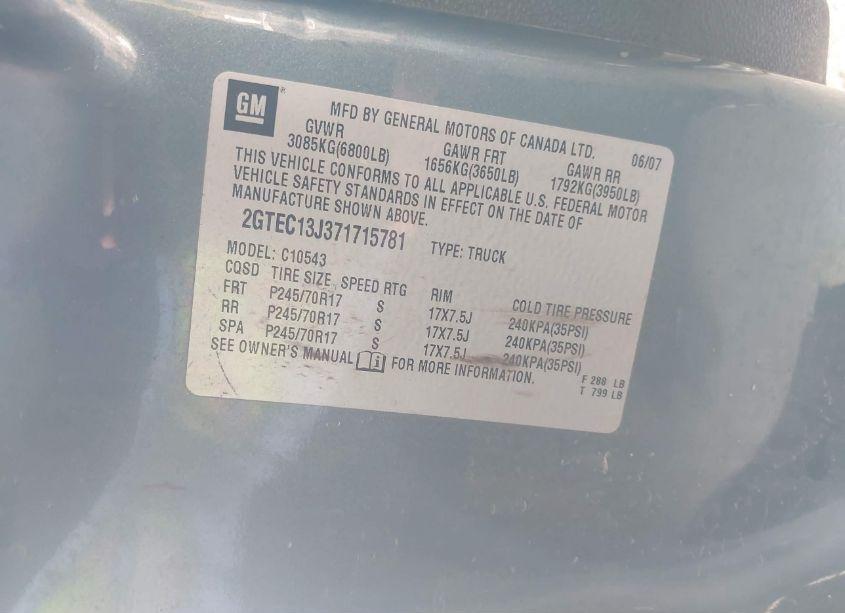 GM®
MFD BY GENERAL MOTORS OF CANADA LTD. 06/07
GVWR GAWR FRT GAWR RR
3085KG(6800LB) 1656KG(3650LB) 1792KG(3950LB)
THIS VEHICLE CONFORMS TO ALL APPLICABLE U.S. FEDERAL MOTOR
VEHICLE SAFETY STANDARDS IN EFFECT ON THE DATE OF
MANUFACTURE SHOWN ABOVE.
2GTEC13J371715781 TYPE: TRUCK
MODEL: C10543
CQSD TIRE SIZE SPEED RTG RIM COLD TIRE PRESSURE
FRT P245/70R17 S 17X7.5J 240KPA(35PSI)
RR P245/70R17 S 17X7.5J 240KPA(35PSI)
SPA P245/70R17 S 17X7.5J 240KPA(35PSI)
SEE OWNER'S MANUAL i FOR MORE INFORMATION.
F 288 LB
T 799 LB